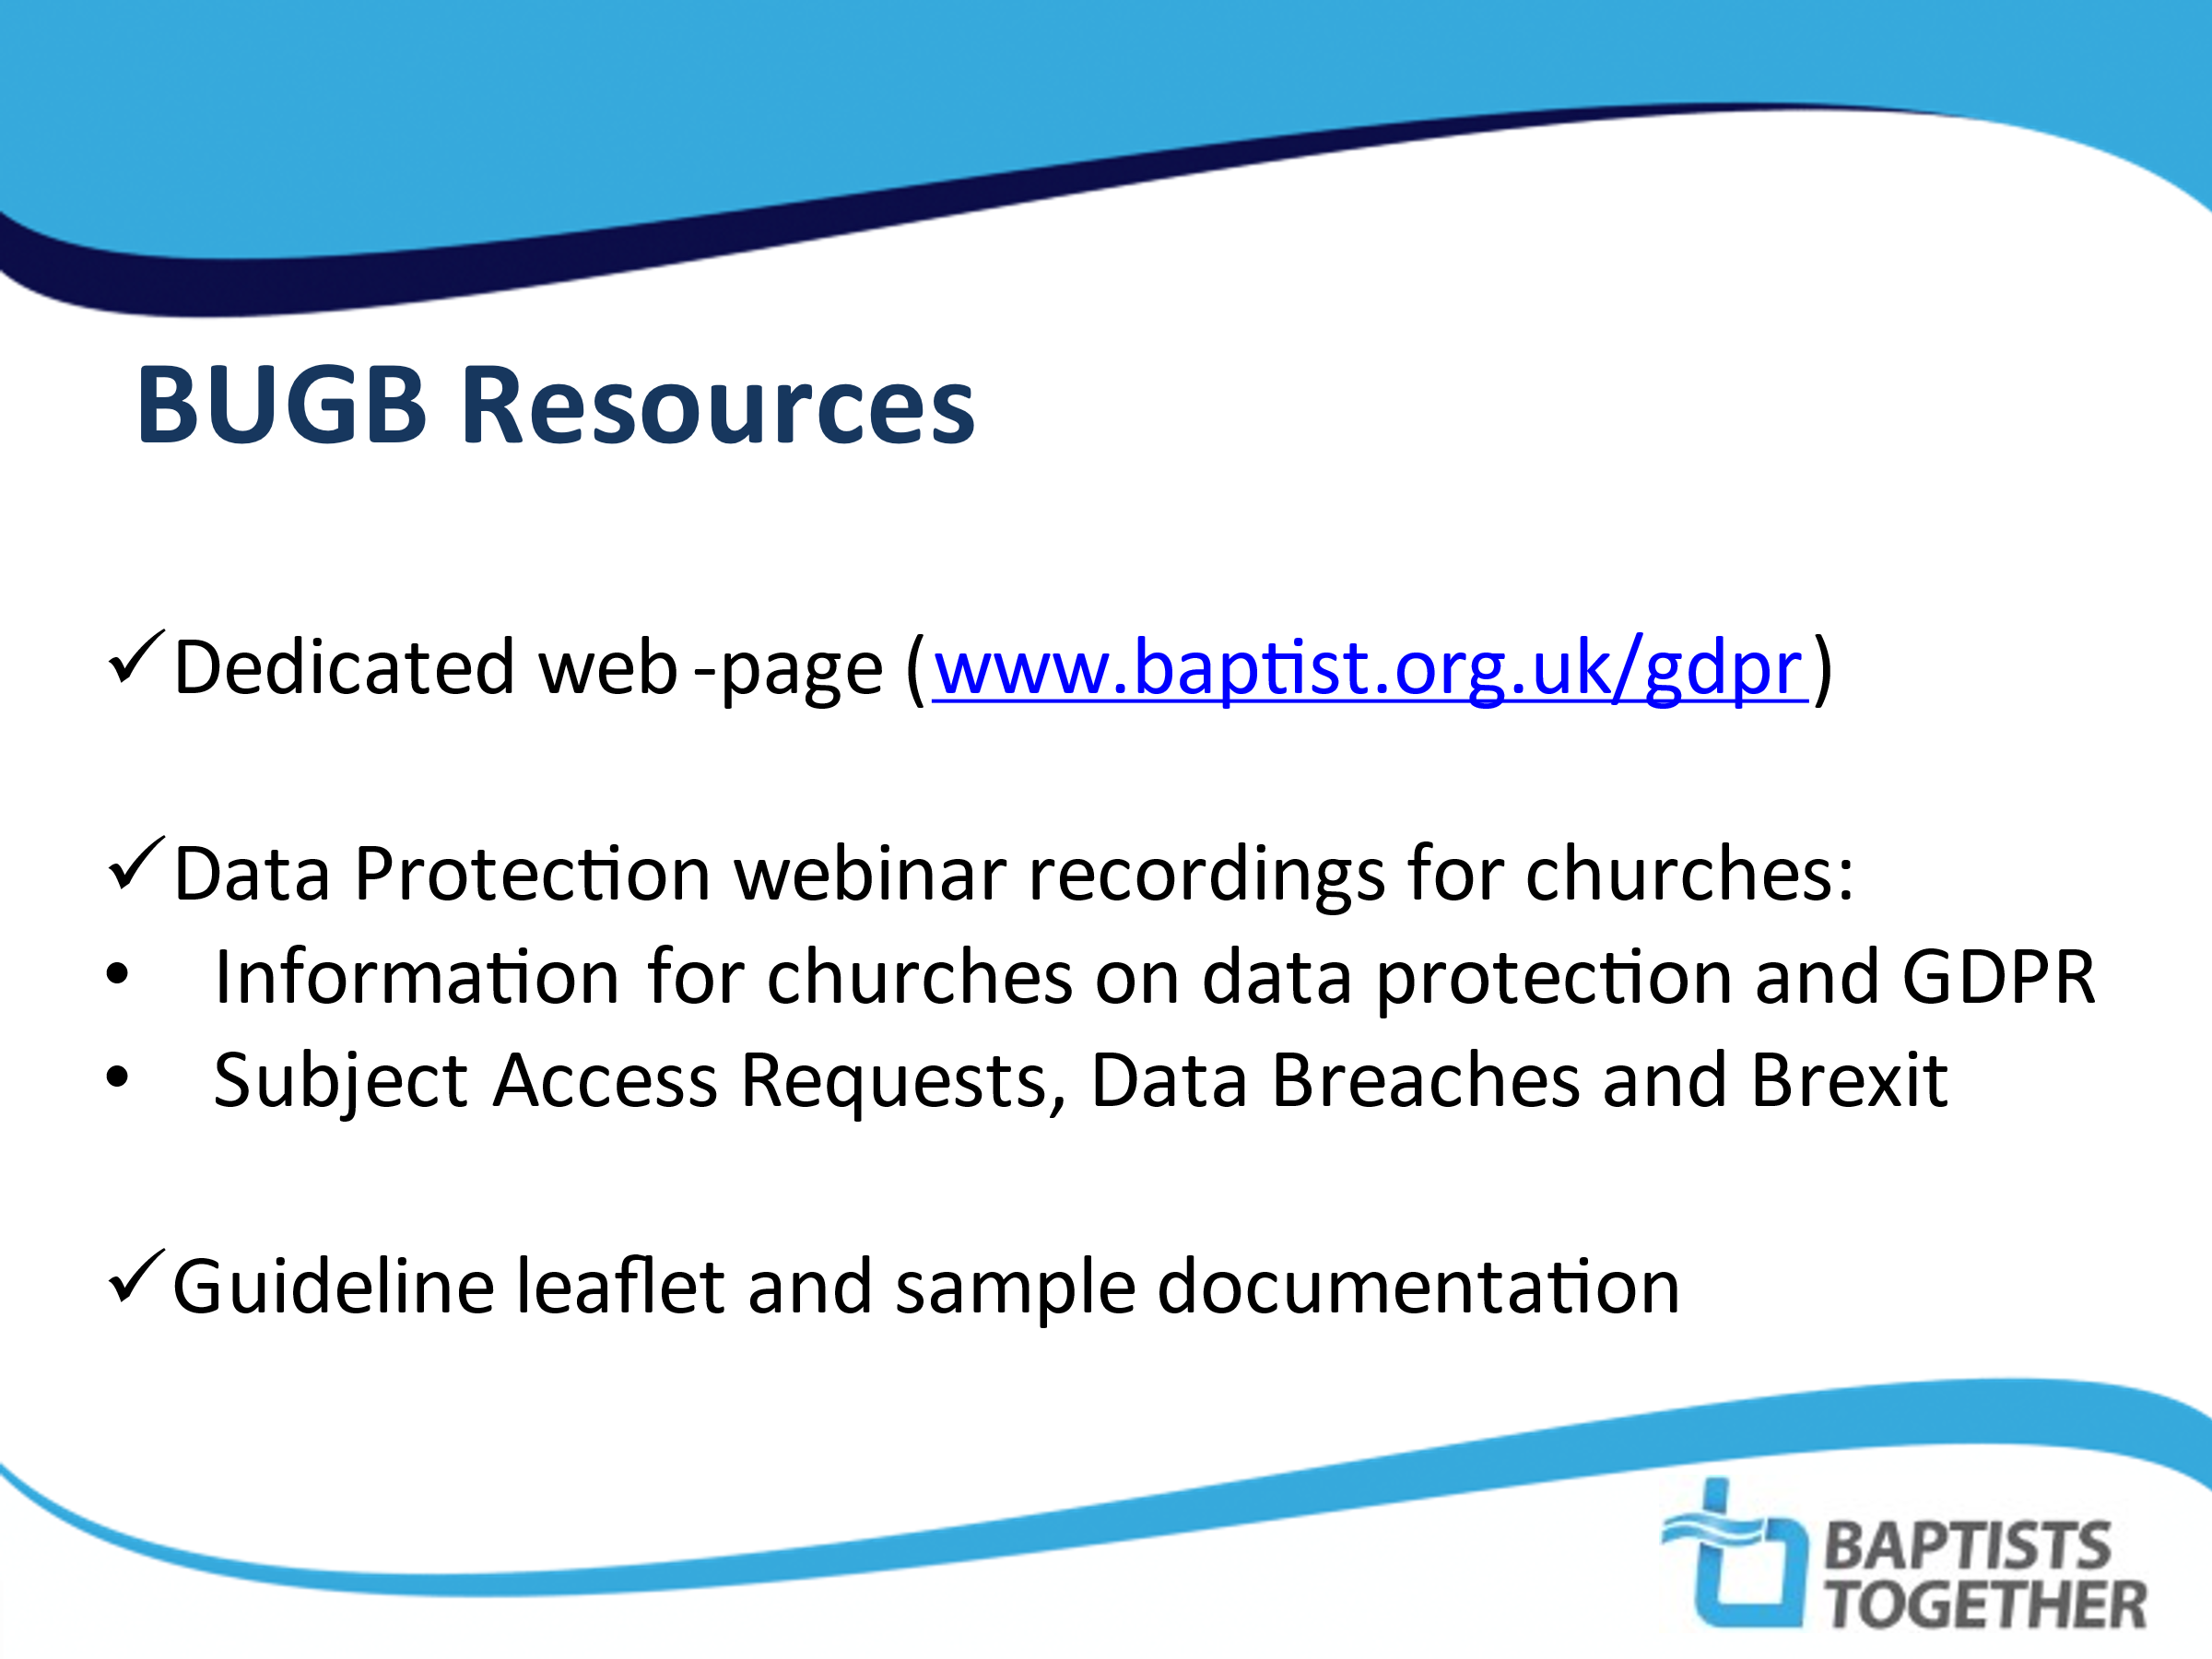 BUGB Resources
✓Dedicated web-page (www.baptist.org.uk/gdpr)
✓Data Protection webinar recordings for churches:
• Information for churches on data protection and GDPR
• Subject Access Requests, Data Breaches and Brexit
✓Guideline leaflet and sample documentation
BAPTISTS
TOGETHER